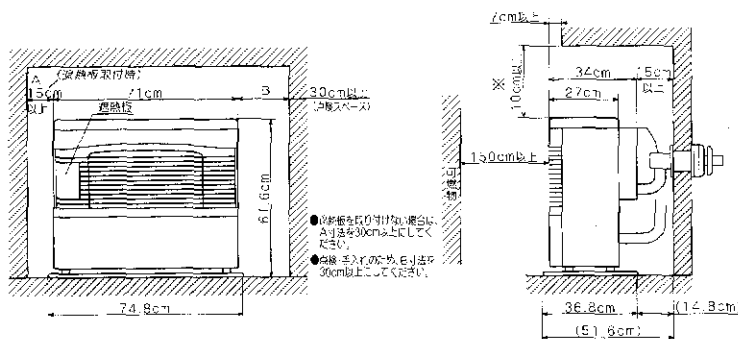 7cm以上
A
(遮熱板取付時)
15cm
以上
71cm
B
30cm以上
(点検スペース)
遮熱板
61.6cm
●遮熱板を取り付けない場合は、
A寸法を30cm以上にしてく
ださい。
●点検・手入れのため、B寸法を
30cm以上にしてください。
74.8cm
※
10cm以上
34cm
15cm
以上
27cm
150cm以上
可燃物
36.8cm
(14.8cm)
(51.6cm)